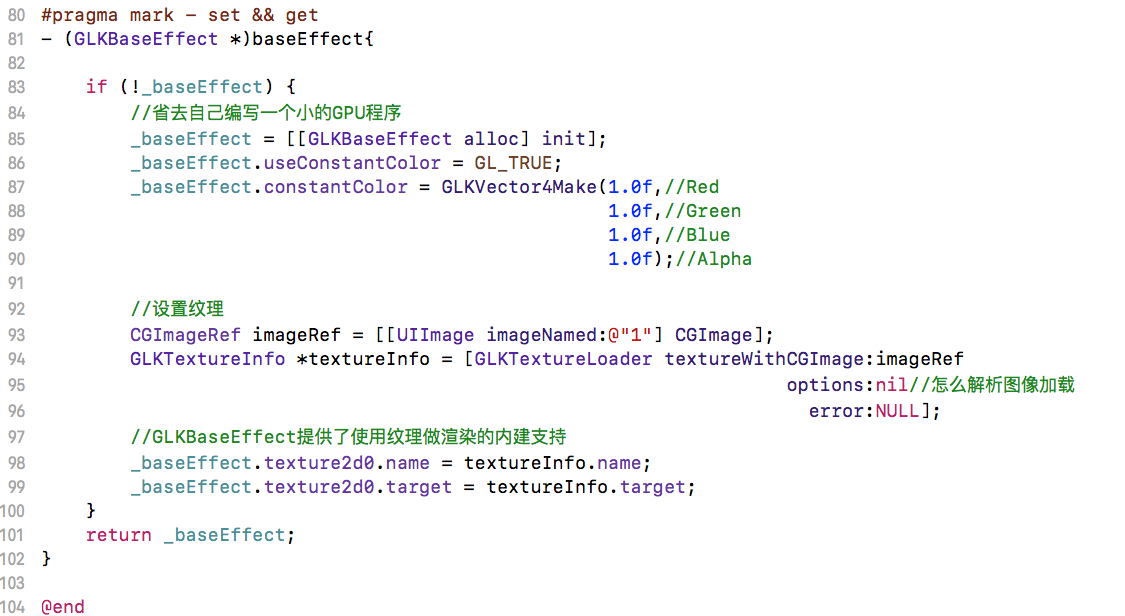 80 #pragma mark - set && get
81 - (GLKBaseEffect *)baseEffect{
82
83     if (!_baseEffect) {
84         //省去自己编写一个小的GPU程序
85         _baseEffect = [[GLKBaseEffect alloc] init];
86         _baseEffect.useConstantColor = GL_TRUE;
87         _baseEffect.constantColor = GLKVector4Make(1.0f,//Red
88                                                    1.0f,//Green
89                                                    1.0f,//Blue
90                                                    1.0f);//Alpha
91
92         //设置纹理
93         CGImageRef imageRef = [[UIImage imageNamed:@"1"] CGImage];
94         GLKTextureInfo *textureInfo = [GLKTextureLoader textureWithCGImage:imageRef
95                                                                    options:nil//怎么解析图像加载
96                                                                      error:NULL];
97         //GLKBaseEffect提供了使用纹理做渲染的内建支持
98         _baseEffect.texture2d0.name = textureInfo.name;
99         _baseEffect.texture2d0.target = textureInfo.target;
100     }
101     return _baseEffect;
102 }
103
104 @end